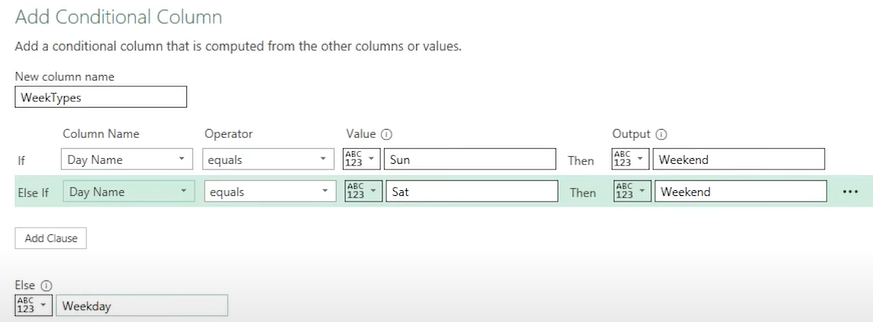 Add Conditional Column
Add a conditional column that is computed from the other columns or values.
New column name
WeekTypes
Column Name Operator Value Output
If Day Name equals ABC 123 Sun Then ABC 123 Weekend
Else If Day Name equals ABC 123 Sat Then ABC 123 Weekend ...
Add Clause
Else
ABC 123 Weekday